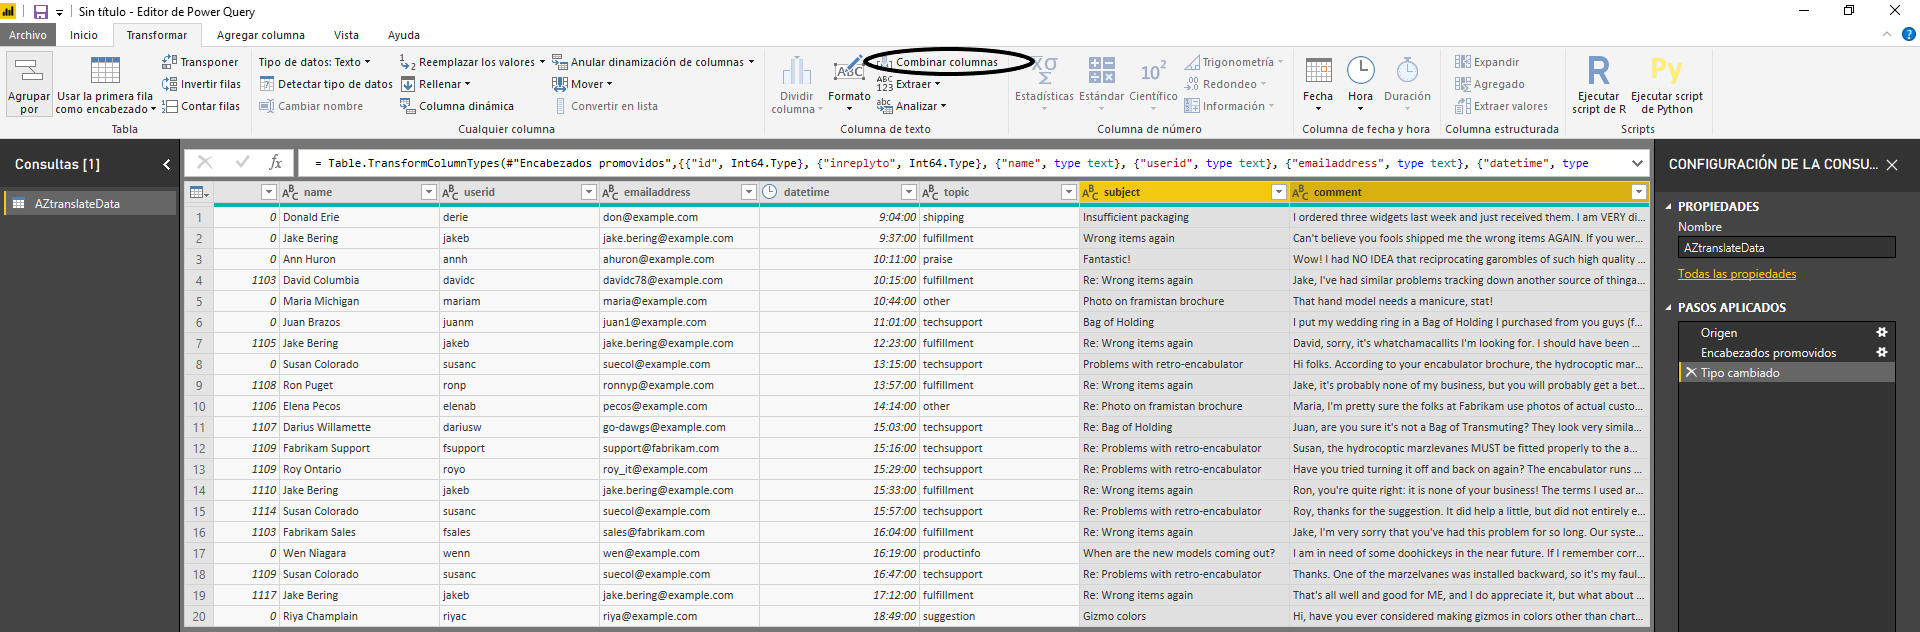 Sin título - Editor de Power Query
Archivo Inicio Transformar Agregar columna Vista Ayuda
Agrupar por
Usar la primera fila como encabezado
Transponer
Invertir filas
Contar filas
Tabla
Tipo de datos: Texto
Detectar tipo de datos
Cambiar nombre
Reemplazar los valores
Rellenar
Columna dinámica
Anular dinamización de columnas
Mover
Convertir en lista
Cualquier columna
Dividir columna
Formato
Combinar columnas
Extraer
Analizar
Columna de texto
Estadísticas
Estándar
Científico
Trigonometría
Redondeo
Información
Columna de número
Fecha
Hora
Duración
Columna de fecha y hora
Expandir
Agregado
Extraer valores
Columna estructurada
Ejecutar script de R
Ejecutar script de Python
Scripts
Consultas [1]
AZtranslateData
= Table.TransformColumnTypes(#"Encabezados promovidos",{{"id", Int64.Type}, {"inreplyto", Int64.Type}, {"name", type text}, {"userid", type text}, {"emailaddress", type text}, {"datetime", type
name userid emailaddress datetime topic subject comment
1 0 Donald Erie derie don@example.com 9:04:00 shipping Insufficient packaging I ordered three widgets last week and just received them. I am VERY di...
2 0 Jake Bering jakeb jake.bering@example.com 9:37:00 fulfillment Wrong items again Can't believe you fools shipped me the wrong items AGAIN. If you wer...
3 0 Ann Huron annh ahuron@example.com 10:11:00 praise Fantastic! Wow! I had NO IDEA that reciprocating garombles of such high quality ...
4 1103 David Columbia davidc davidc78@example.com 10:15:00 fulfillment Re: Wrong items again Jake, I've had similar problems tracking down another source of thinga...
5 0 Maria Michigan mariam maria@example.com 10:44:00 other Photo on framistan brochure That hand model needs a manicure, stat!
6 0 Juan Brazos juanm juan1@example.com 11:01:00 techsupport Bag of Holding I put my wedding ring in a Bag of Holding I purchased from you guys (f...
7 1105 Jake Bering jakeb jake.bering@example.com 12:23:00 fulfillment Re: Wrong items again David, sorry, it's whatchamacallits I'm looking for. I should have been ...
8 0 Susan Colorado susanc suecol@example.com 13:15:00 techsupport Problems with retro-encabulator Hi folks. According to your encabulator brochure, the hydrocoptic mar...
9 1108 Ron Puget ronp ronnyp@example.com 13:57:00 fulfillment Re: Wrong items again Jake, it's probably none of my business, but you will probably get a bet...
10 1106 Elena Pecos elenab pecos@example.com 14:14:00 other Re: Photo on framistan brochure Maria, I'm pretty sure the folks at Fabrikam use photos of actual custo...
11 1107 Darius Willamette dariusw go-dawgs@example.com 15:03:00 techsupport Re: Bag of Holding Juan, are you sure it's not a Bag of Transmuting? They look very simila...
12 1109 Fabrikam Support fsupport support@fabrikam.com 15:16:00 techsupport Re: Problems with retro-encabulator Susan, the hydrocoptic marzlevanes MUST be fitted properly to the a...
13 1109 Roy Ontario royo roy_it@example.com 15:29:00 techsupport Re: Problems with retro-encabulator Have you tried turning it off and back on again? The encabulator runs ...
14 1110 Jake Bering jakeb jake.bering@example.com 15:33:00 fulfillment Re: Wrong items again Ron, you're quite right: it is none of your business! The terms I used ar...
15 1114 Susan Colorado susanc suecol@example.com 15:57:00 techsupport Re: Problems with retro-encabulator Roy, thanks for the suggestion. It did help a little, but did not entirely e...
16 1103 Fabrikam Sales fsales sales@fabrikam.com 16:04:00 fulfillment Re: Wrong items again Jake, I'm very sorry that you've had this problem for so long. Our syste...
17 0 Wen Niagara wenn wen@example.com 16:19:00 productinfo When are the new models coming out? I am in need of some doohickeys in the near future. If I remember corr...
18 1109 Susan Colorado susanc suecol@example.com 16:47:00 techsupport Re: Problems with retro-encabulator Thanks. One of the marzelvanes was installed backward, so it's my faul...
19 1117 Jake Bering jakeb jake.bering@example.com 17:12:00 fulfillment Re: Wrong items again That's all well and good for ME, and I do appreciate it, but what about ...
20 0 Riya Champlain riyac riya@example.com 18:49:00 suggestion Gizmo colors Hi, have you ever considered making gizmos in colors other than chart...
CONFIGURACIÓN DE LA CONSU...
PROPIEDADES
Nombre
AZtranslateData
Todas las propiedades
PASOS APLICADOS
Origen
Encabezados promovidos
Tipo cambiado